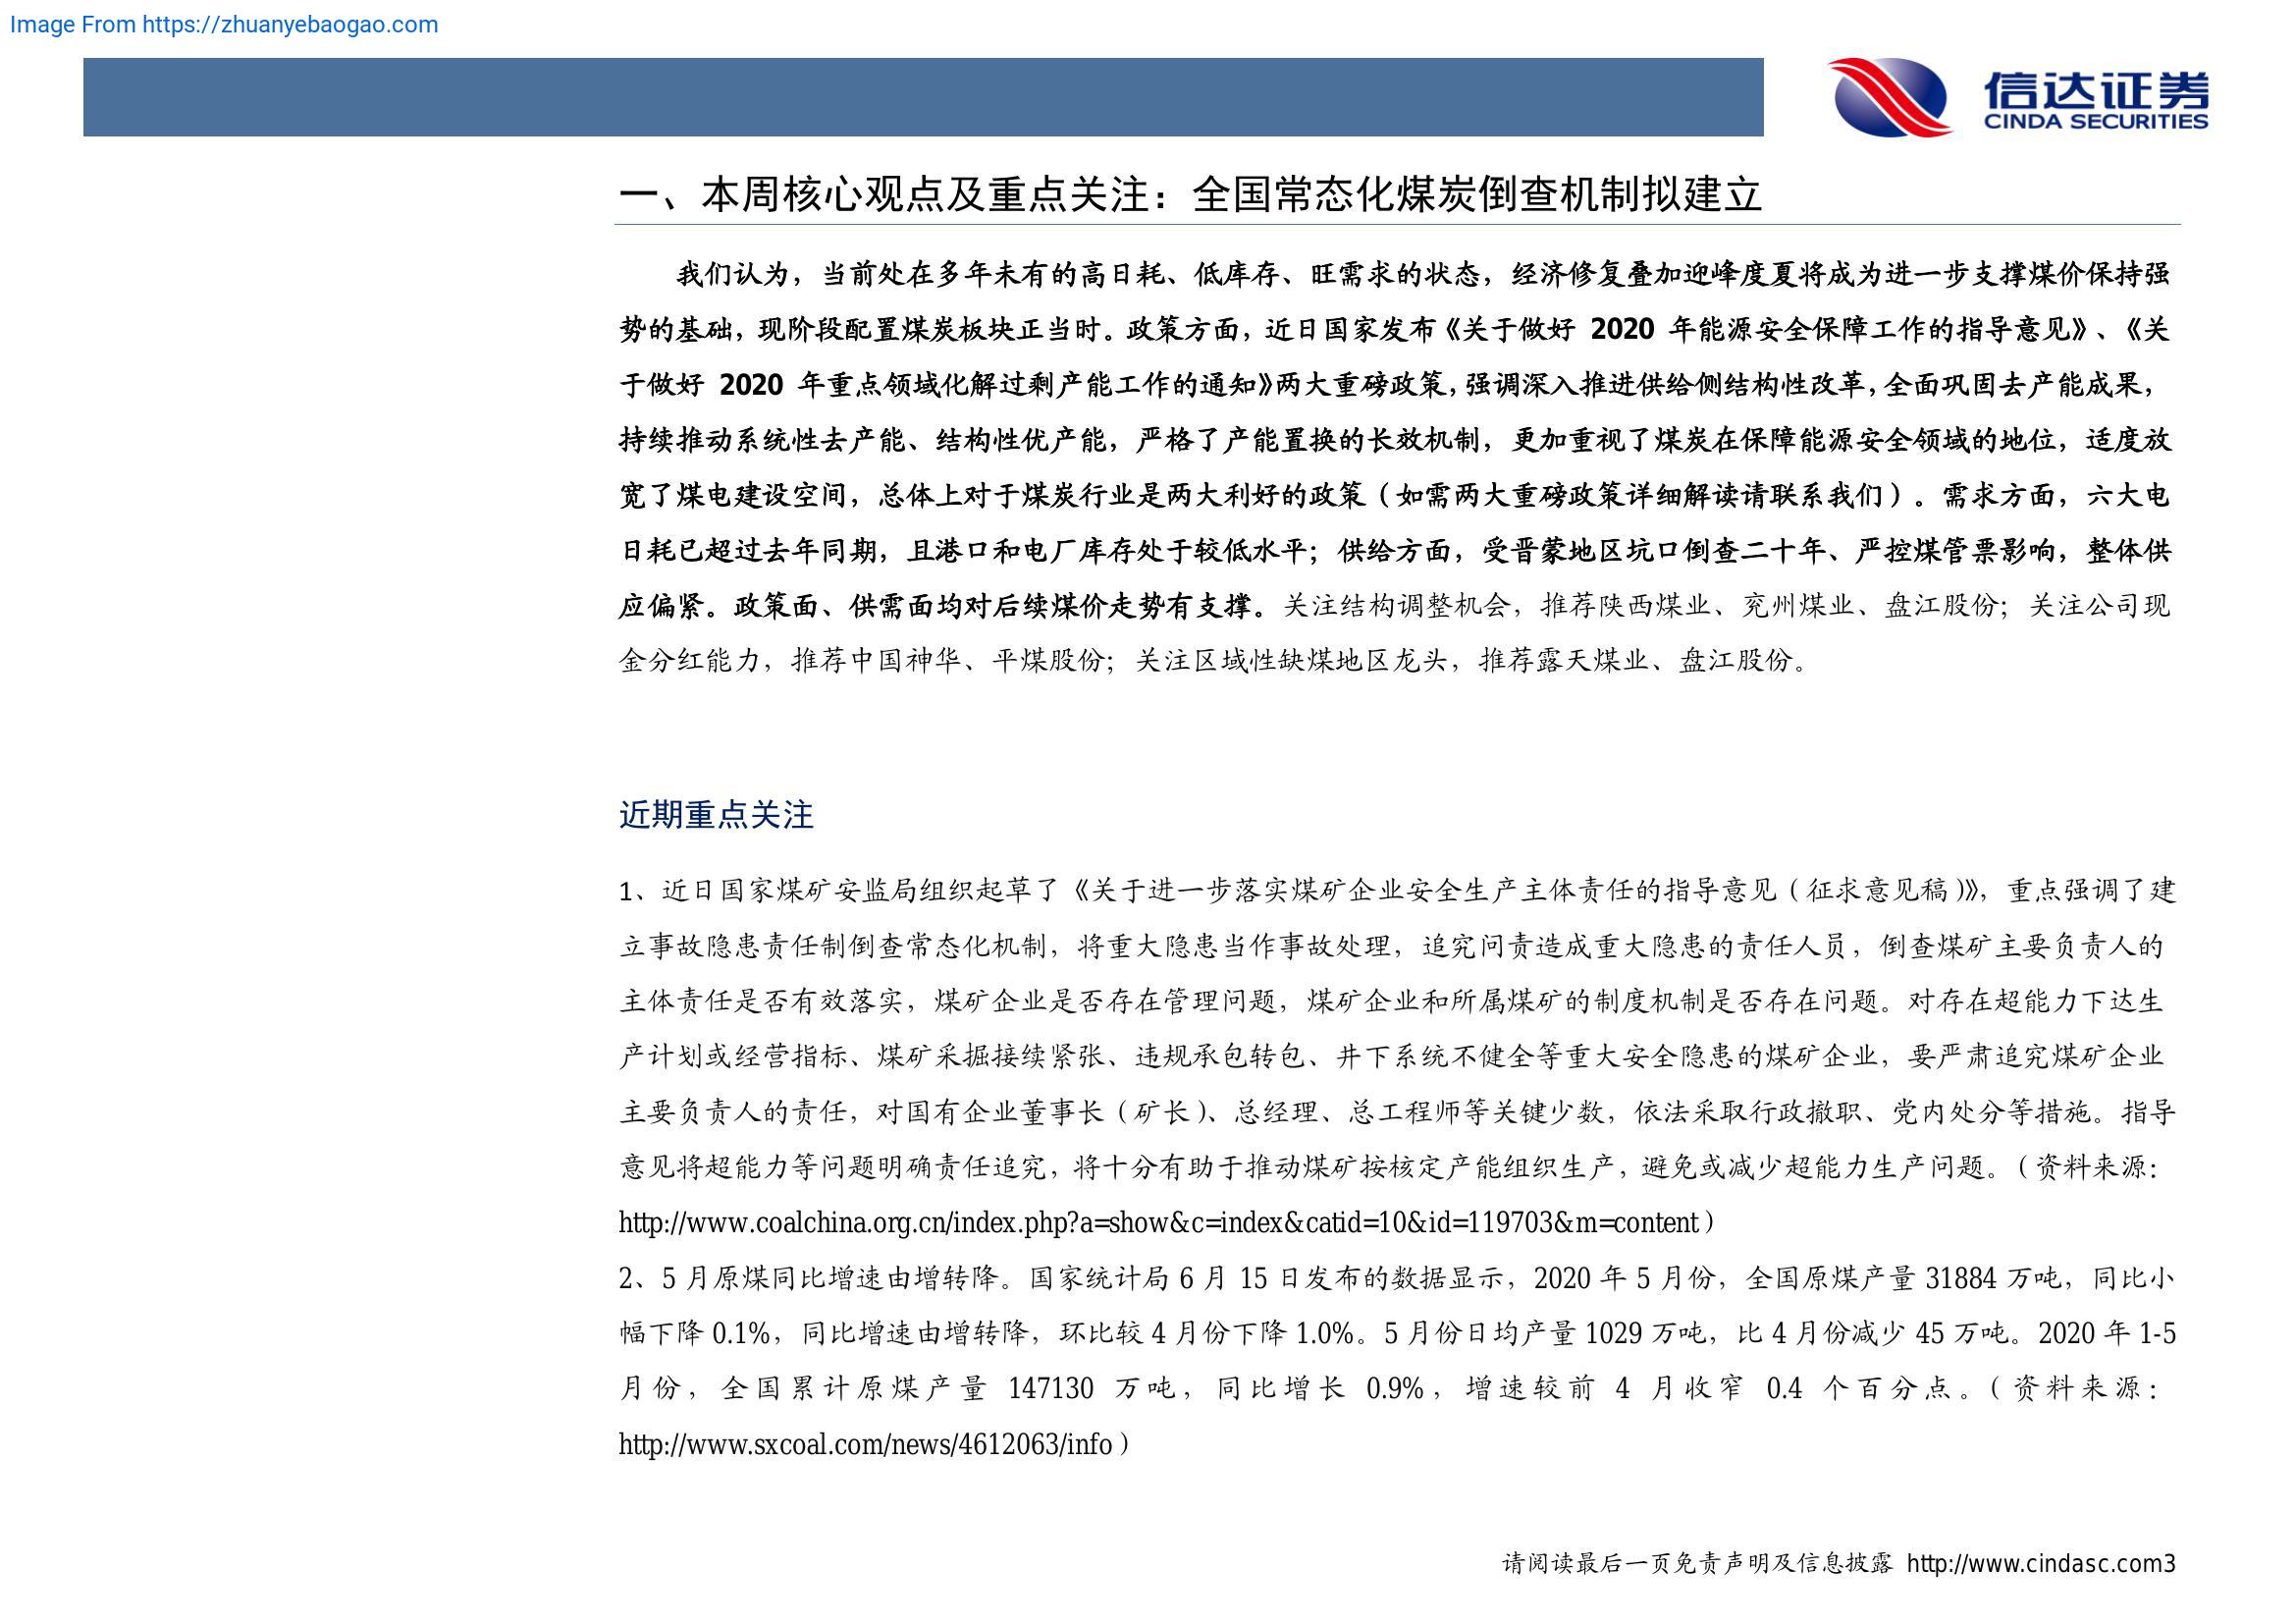 Image From https://zhuanyebaogao.com
信达证券
CINDA SECURITIES
一、本周核心观点及重点关注：全国常态化煤炭倒查机制拟建立
我们认为，当前处在多年未有的高日耗、低库存、旺需求的状态，经济修复叠加迎峰度夏将成为进一步支撑煤价保持强
势的基础，现阶段配置煤炭板块正当时。政策方面，近日国家发布《关于做好 2020 年能源安全保障工作的指导意见》、《关
于做好 2020 年重点领域化解过剩产能工作的通知》两大重磅政策，强调深入推进供给侧结构性改革，全面巩固去产能成果，
持续推动系统性去产能、结构性优产能，严格了产能置换的长效机制，更加重视了煤炭在保障能源安全领域的地位，适度放
宽了煤电建设空间，总体上对于煤炭行业是两大利好的政策（如需两大重磅政策详细解读请联系我们）。需求方面，六大电
日耗已超过去年同期，且港口和电厂库存处于较低水平；供给方面，受晋蒙地区坑口倒查二十年、严控煤管票影响，整体供
应偏紧。政策面、供需面均对后续煤价走势有支撑。关注结构调整机会，推荐陕西煤业、兖州煤业、盘江股份；关注公司现
金分红能力，推荐中国神华、平煤股份；关注区域性缺煤地区龙头，推荐露天煤业、盘江股份。
近期重点关注
1、近日国家煤矿安监局组织起草了《关于进一步落实煤矿企业安全生产主体责任的指导意见（征求意见稿）》，重点强调了建
立事故隐患责任制倒查常态化机制，将重大隐患当作事故处理，追究问责造成重大隐患的责任人员，倒查煤矿主要负责人的
主体责任是否有效落实，煤矿企业是否存在管理问题，煤矿企业和所属煤矿的制度机制是否存在问题。对存在超能力下达生
产计划或经营指标、煤矿采掘接续紧张、违规承包转包、井下系统不健全等重大安全隐患的煤矿企业，要严肃追究煤矿企业
主要负责人的责任，对国有企业董事长（矿长）、总经理、总工程师等关键少数，依法采取行政撤职、党内处分等措施。指导
意见将超能力等问题明确责任追究，将十分有助于推动煤矿按核定产能组织生产，避免或减少超能力生产问题。（资料来源：
http://www.coalchina.org.cn/index.php?a=show&c=index&catid=10&id=119703&m=content）
2、5 月原煤同比增速由增转降。国家统计局 6 月 15 日发布的数据显示，2020 年 5 月份，全国原煤产量 31884 万吨，同比小
幅下降 0.1%，同比增速由增转降，环比较 4 月份下降 1.0%。5 月份日均产量 1029 万吨，比 4 月份减少 45 万吨。2020 年 1-5
月份，全国累计原煤产量 147130 万吨，同比增长 0.9%，增速较前 4 月收窄 0.4 个百分点。（资料来源：
http://www.sxcoal.com/news/4612063/info）
请阅读最后一页免责声明及信息披露 http://www.cindasc.com3